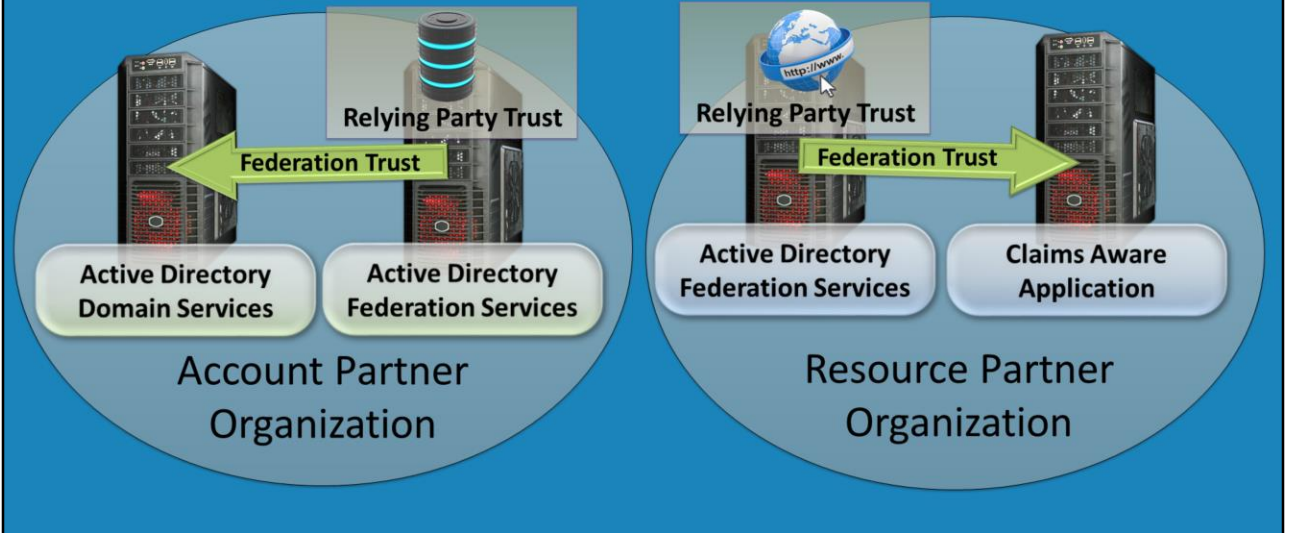 Relying Party Trust
Federation Trust
Active Directory
Domain Services
Active Directory
Federation Services
Account Partner
Organization
http://www.
Relying Party Trust
Federation Trust
Active Directory
Federation Services
Claims Aware
Application
Resource Partner
Organization